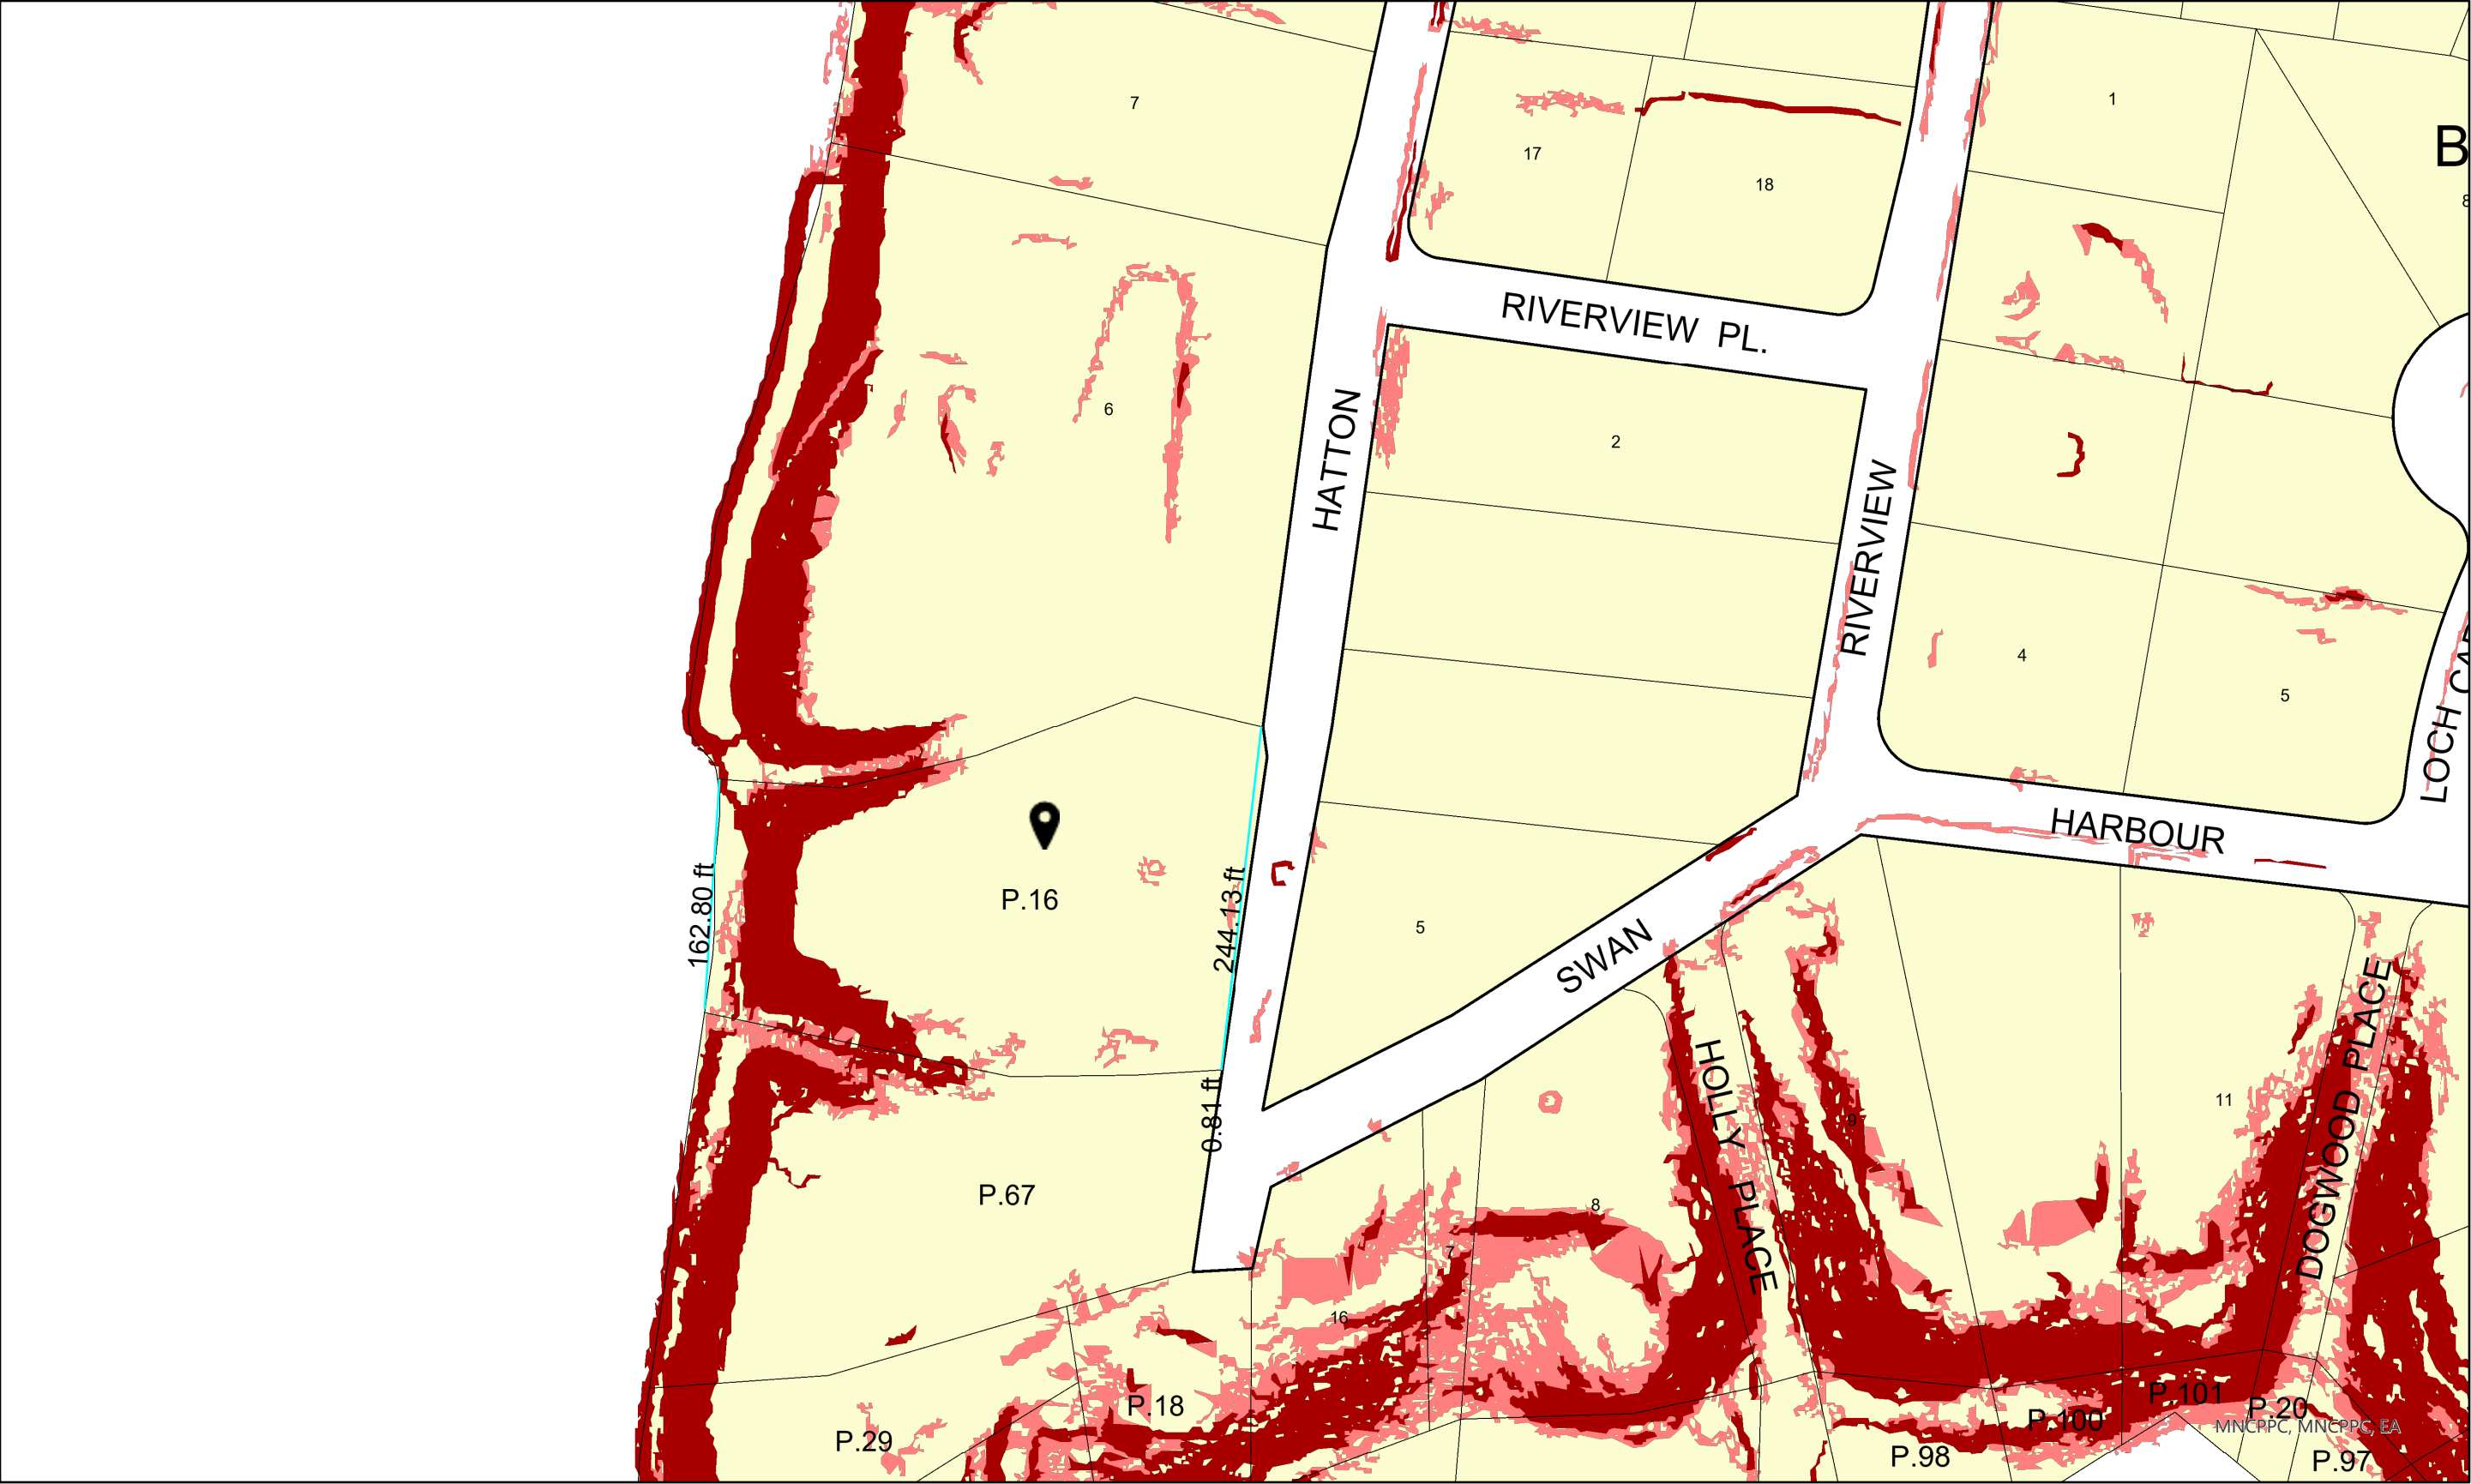 7
17
18
1
B
8
RIVERVIEW PL.
HATTON
6
2
RIVERVIEW
4
5
LOCH
HARBOUR
162.80 ft
P.16
244.13 ft
5
SWAN
HOLLY PLACE
DOGWOOD PLACE
9
11
0.81 ft
P.67
8
7
16
P.18
P.29
P.101
P.20
P.100
MNCPPC, MNCPPC, EA
P.98
P.97